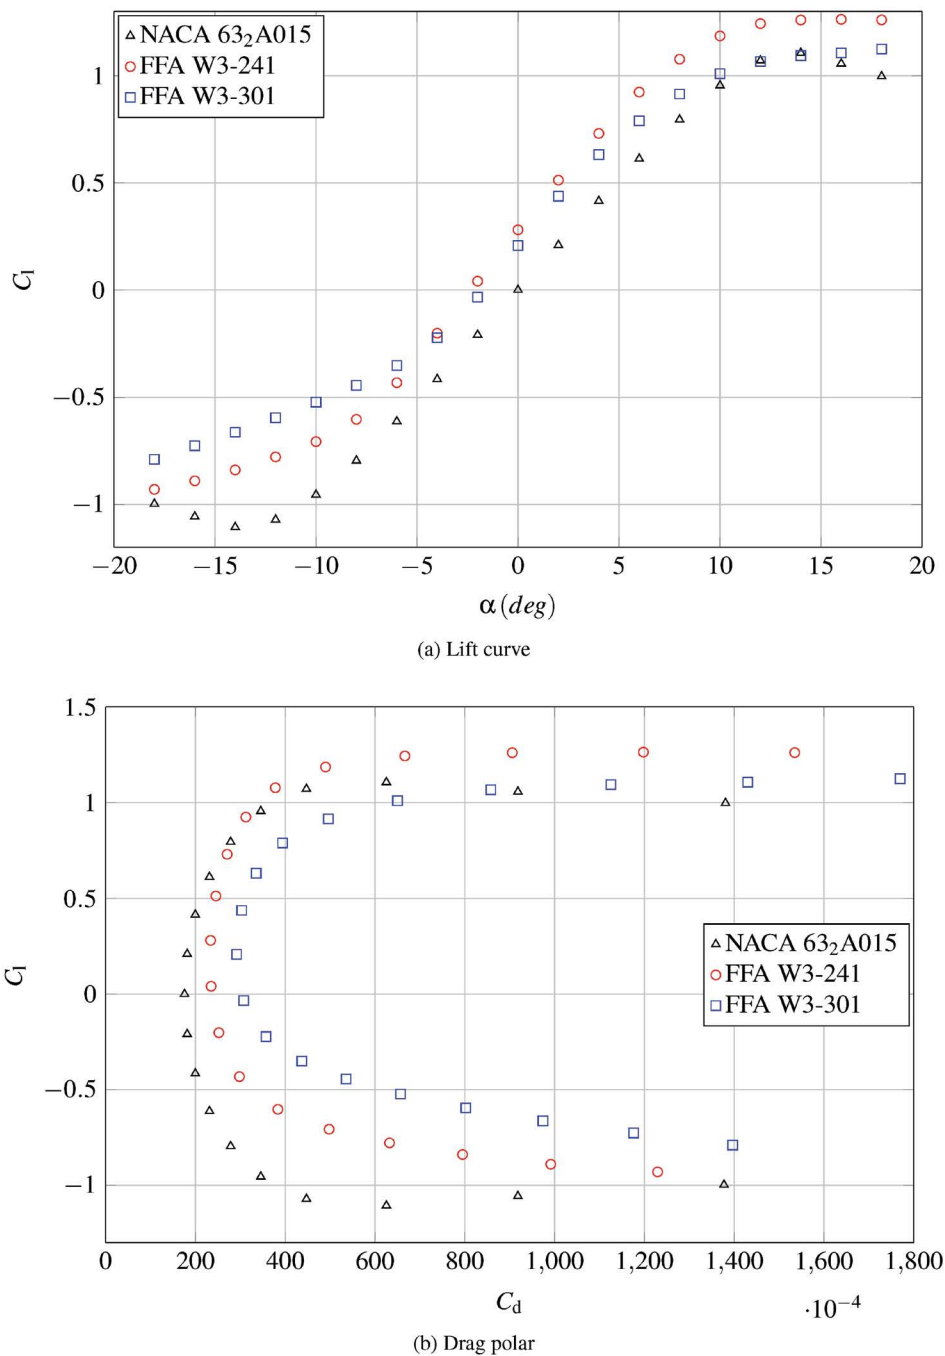 NACA 63₂A015
FFA W3-241
FFA W3-301
1
0.5
0
−0.5
−1
C₁
−20 −15 −10 −5 0 5 10 15 20
α (deg)
(a) Lift curve
1.5
1
0.5
0
−0.5
−1
C₁
NACA 63₂A015
FFA W3-241
FFA W3-301
0 200 400 600 800 1,000 1,200 1,400 1,600 1,800
C_d
·10⁻⁴
(b) Drag polar